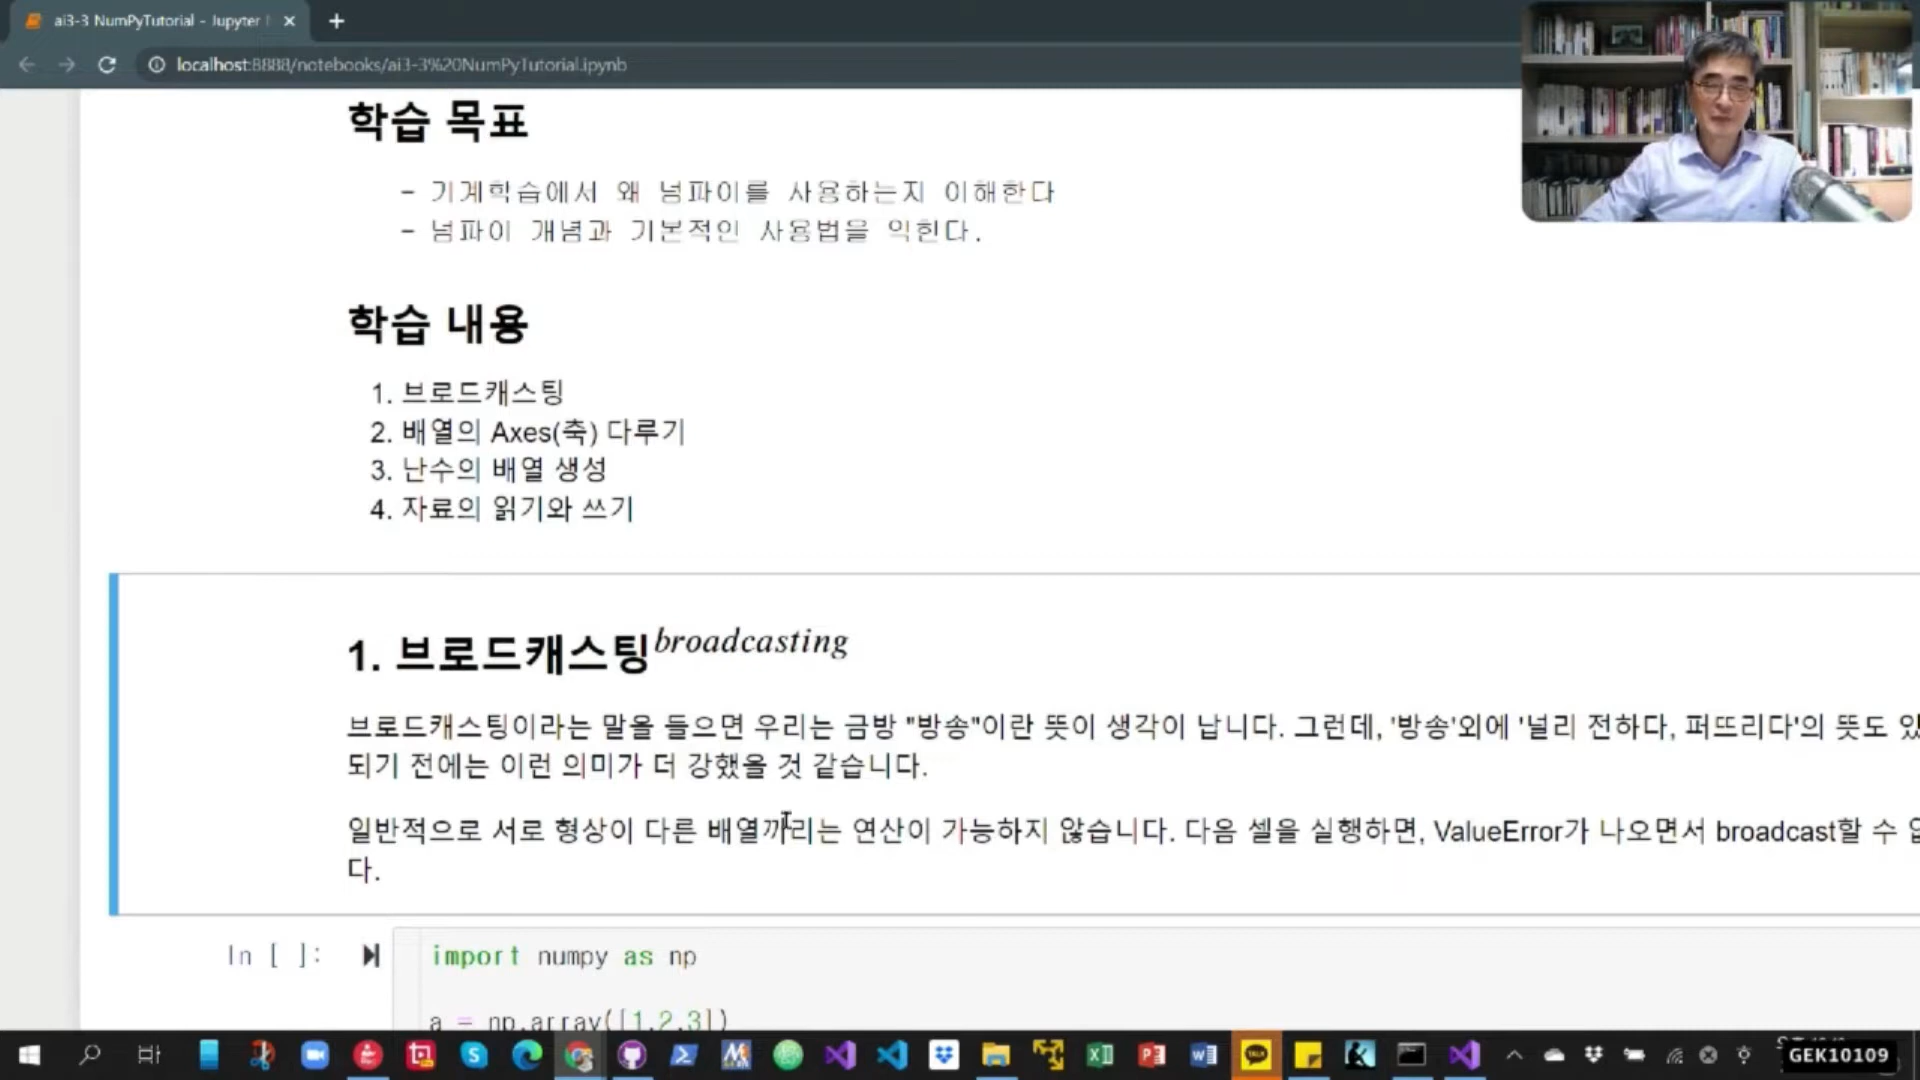 ai3-3 NumPyTutorial - Jupyter
localhost:8888/notebooks/ai3-3%20NumPyTutorial.ipynb
학습 목표
- 기계학습에서 왜 넘파이를 사용하는지 이해한다
- 넘파이 개념과 기본적인 사용법을 익힌다.
학습 내용
1. 브로드캐스팅
2. 배열의 Axes(축) 다루기
3. 난수의 배열 생성
4. 자료의 읽기와 쓰기
1. 브로드캐스팅broadcasting
브로드캐스팅이라는 말을 들으면 우리는 금방 "방송"이란 뜻이 생각이 납니다. 그런데, '방송'외에 '널리 전하다, 퍼뜨리다'의 뜻도
되기 전에는 이런 의미가 더 강했을 것 같습니다.
일반적으로 서로 형상이 다른 배열끼리는 연산이 가능하지 않습니다. 다음 셀을 실행하면, ValueError가 나오면서 broadcast할 수
다.
In [ ]:
import numpy as np
a = np.array([1,2,3])
GEK10109